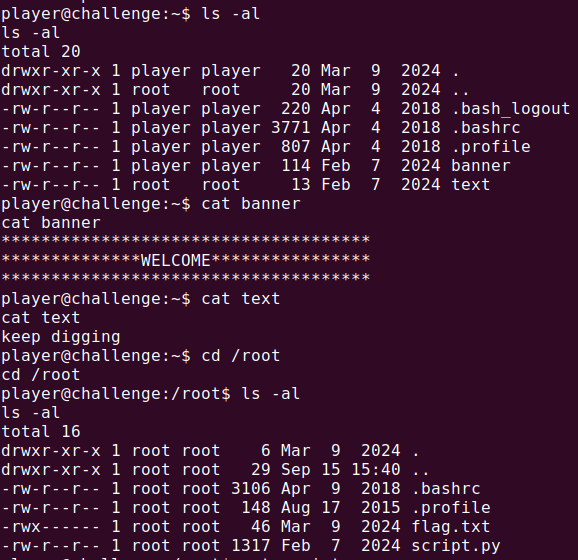 player@challenge:~$ ls -al
ls -al
total 20
drwxr-xr-x 1 player player   20 Mar  9  2024 .
drwxr-xr-x 1 root   root     20 Mar  9  2024 ..
-rw-r--r-- 1 player player  220 Apr  4  2018 .bash_logout
-rw-r--r-- 1 player player 3771 Apr  4  2018 .bashrc
-rw-r--r-- 1 player player  807 Apr  4  2018 .profile
-rw-r--r-- 1 player player  114 Feb  7  2024 banner
-rw-r--r-- 1 root   root     13 Feb  7  2024 text
player@challenge:~$ cat banner
cat banner
*************************************
**************WELCOME****************
*************************************
player@challenge:~$ cat text
cat text
keep digging
player@challenge:~$ cd /root
cd /root
player@challenge:/root$ ls -al
ls -al
total 16
drwxr-xr-x 1 root root    6 Mar  9  2024 .
drwxr-xr-x 1 root root   29 Sep 15 15:40 ..
-rw-r--r-- 1 root root 3106 Apr  9  2018 .bashrc
-rw-r--r-- 1 root root  148 Aug 17  2015 .profile
-rwx------ 1 root root   46 Mar  9  2024 flag.txt
-rw-r--r-- 1 root root 1317 Feb  7  2024 script.py